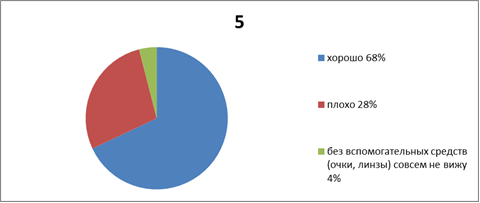 5
хорошо 68%
плохо 28%
без вспомогательных средств
(очки, линзы) совсем не вижу
4%